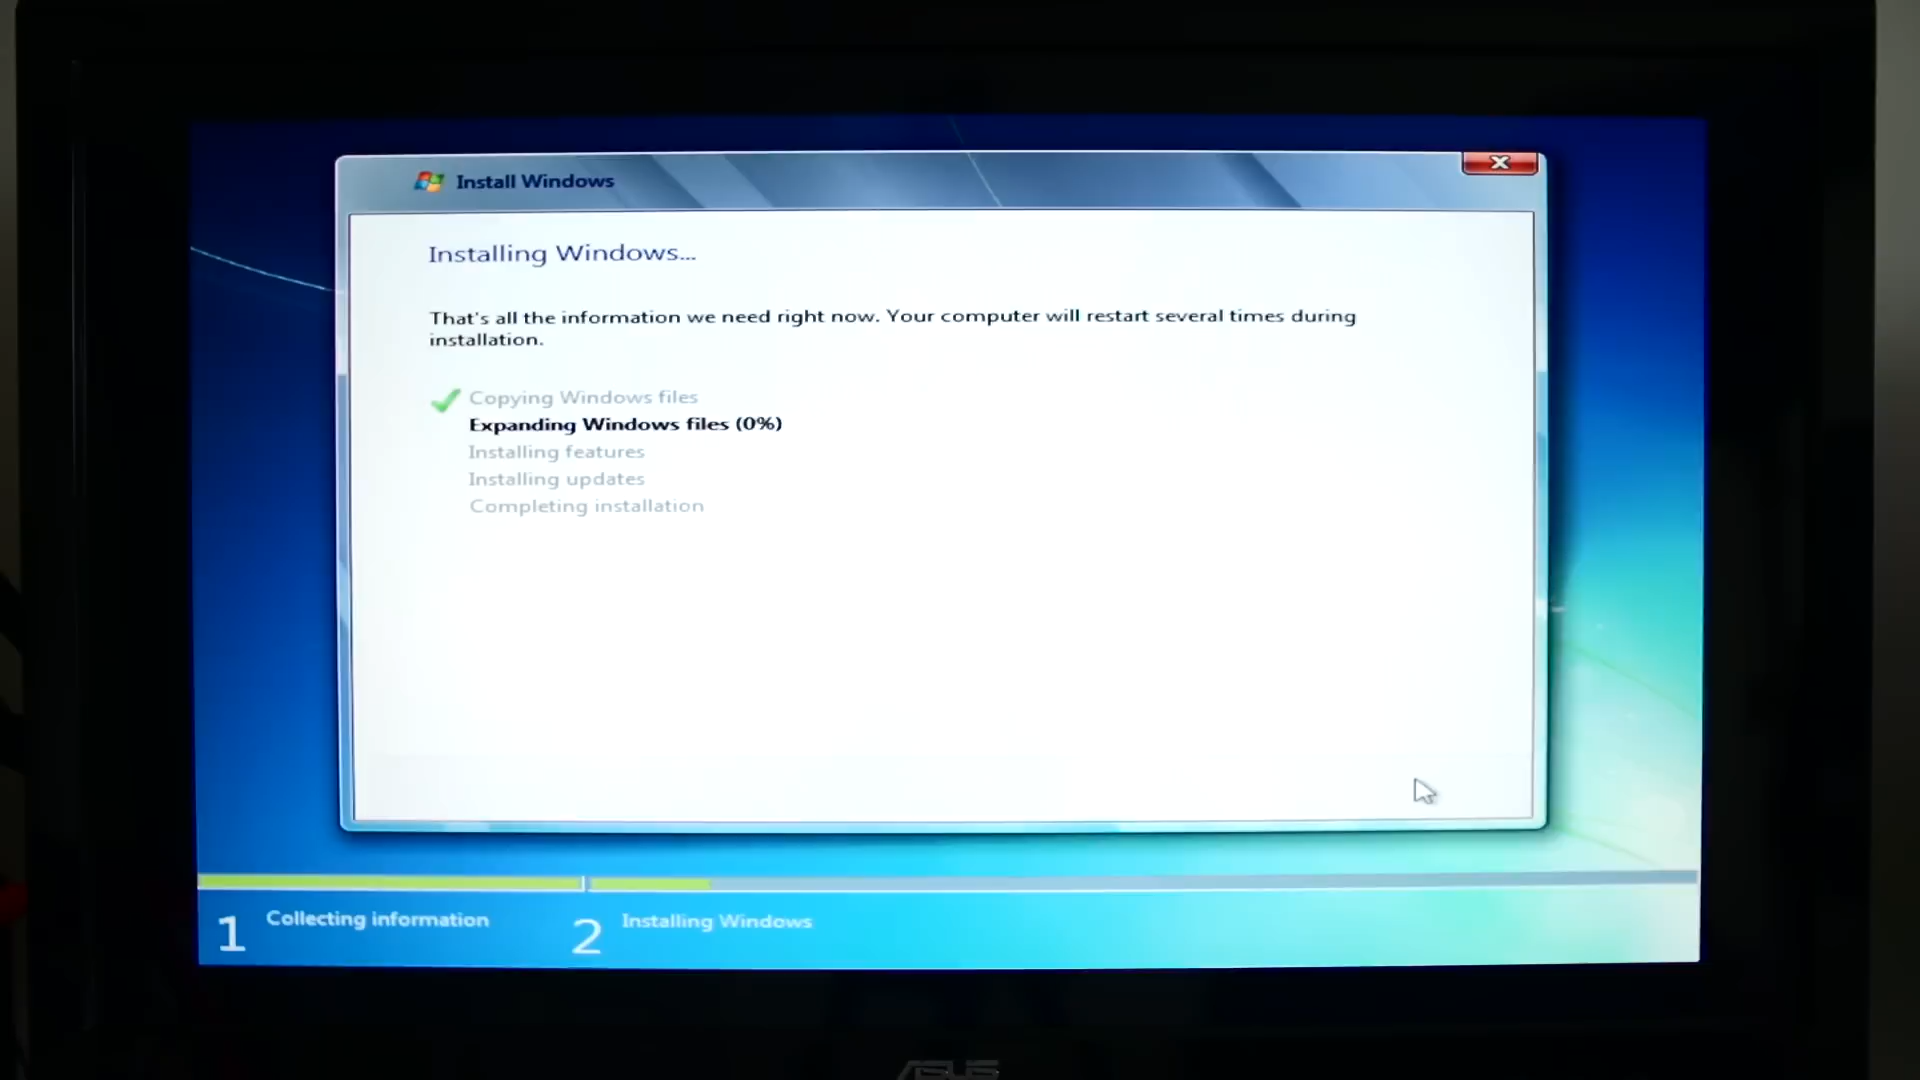 Install Windows
Installing Windows...
That's all the information we need right now. Your computer will restart several times during
installation.
Copying Windows files
Expanding Windows files (0%)
Installing features
Installing updates
Completing installation
1 Collecting information
2 Installing Windows
ASUS